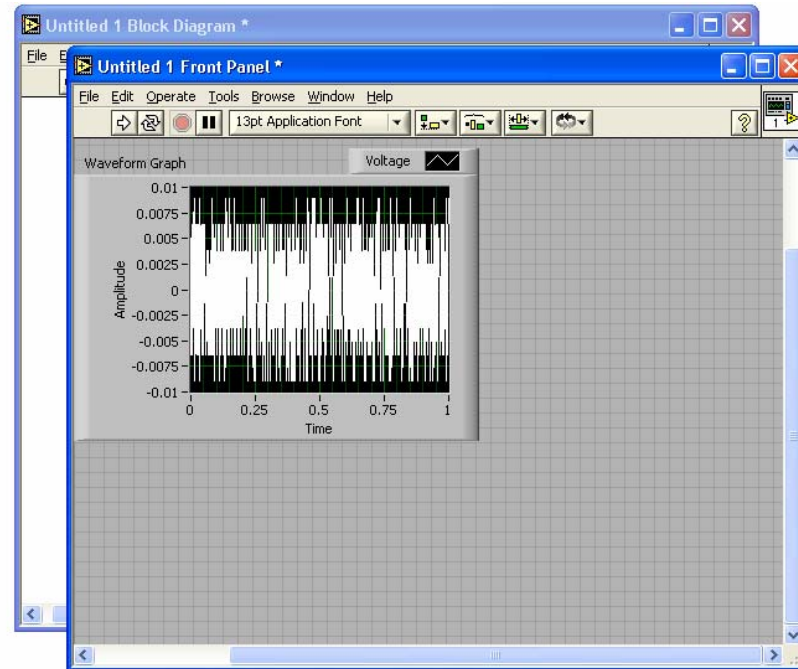 Untitled 1 Block Diagram *
File E
Untitled 1 Front Panel *
File Edit Operate Tools Browse Window Help
13pt Application Font
?
1
Waveform Graph
Voltage
0.01
0.0075
0.005
0.0025
0
-0.0025
-0.005
-0.0075
-0.01
Amplitude
0 0.25 0.5 0.75 1
Time